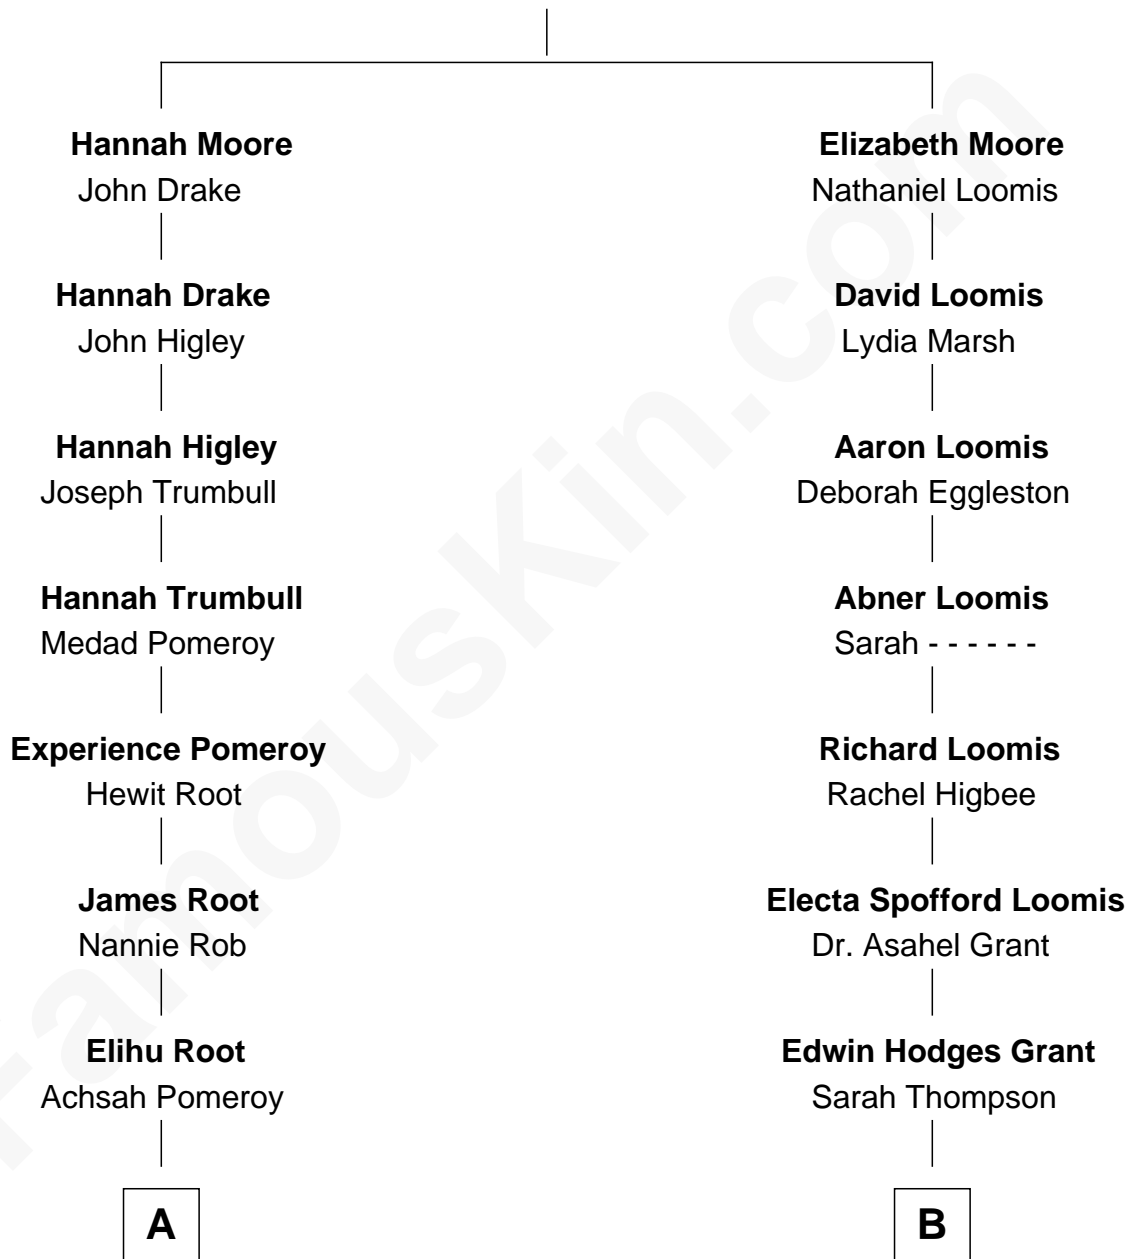 Hannah Moore
John Drake
Hannah Drake
John Higley
Hannah Higley
Joseph Trumbull
Hannah Trumbull
Medad Pomeroy
Experience Pomeroy
Hewit Root
James Root
Nannie Rob
Elihu Root
Achsah Pomeroy
A
Elizabeth Moore
Nathaniel Loomis
David Loomis
Lydia Marsh
Aaron Loomis
Deborah Eggleston
Abner Loomis
Sarah - - - - - -
Richard Loomis
Rachel Higbee
Electa Spofford Loomis
Dr. Asahel Grant
Edwin Hodges Grant
Sarah Thompson
B
FamousKin.com